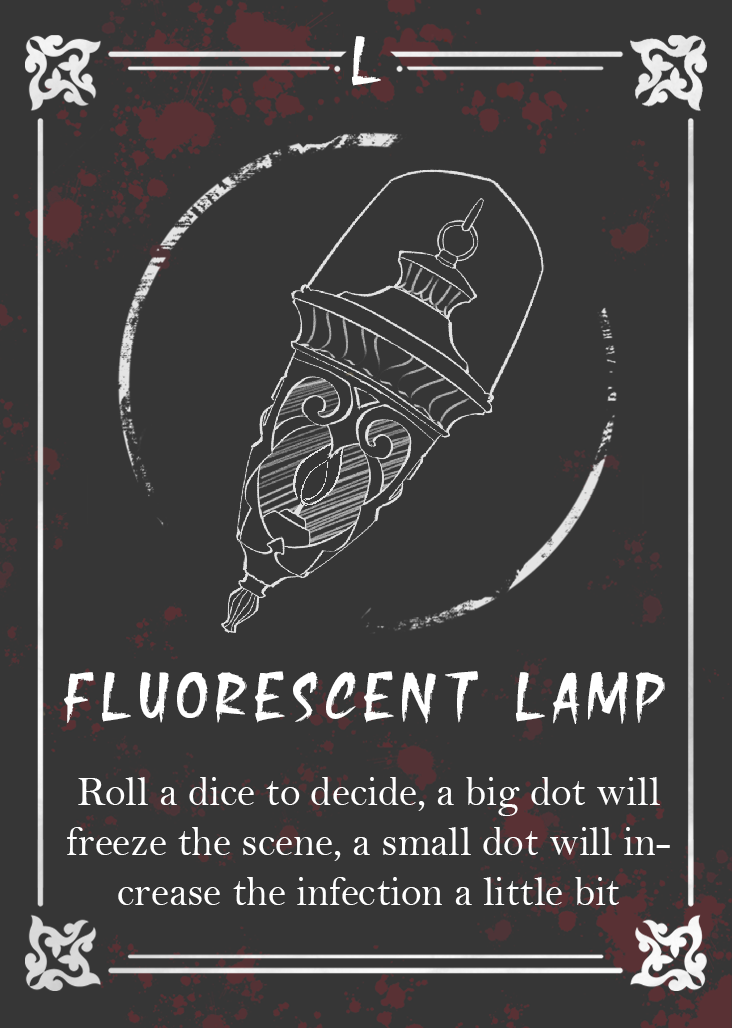 L
FLUORESCENT LAMP
Roll a dice to decide, a big dot will
freeze the scene, a small dot will in-
crease the infection a little bit